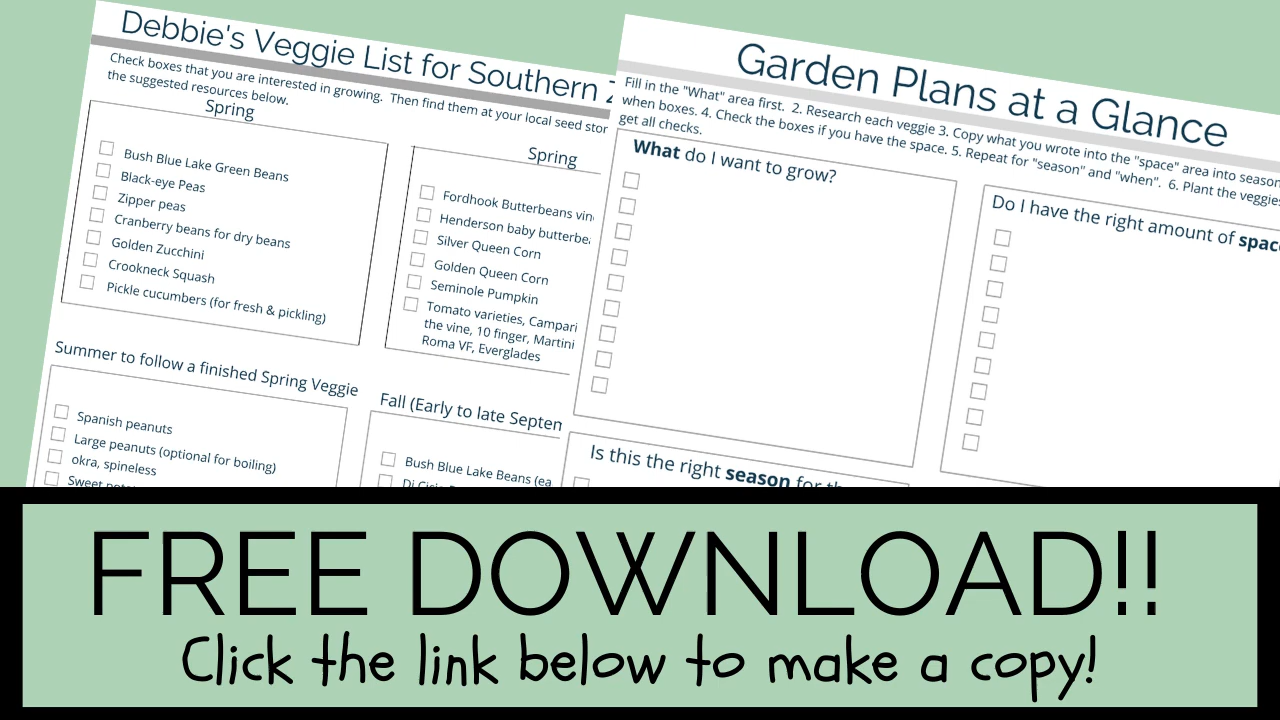 Debbie's Veggie List for Southern
Check boxes that you are interested in growing. Then find them at your local seed
the suggested resources below.
Spring
Bush Blue Lake Green Beans
Black-eye Peas
Zipper peas
Cranberry beans for dry beans
Golden Zucchini
Crookneck Squash
Pickle cucumbers (for fresh & pickling)
Spring
Fordhook Butterbeans
Henderson baby
Silver Queen Corn
Golden Queen Corn
Seminole Pumpkin
Tomato varieties, Campari
the vine, 10 finger, Martini
Roma VF, Everglades
Summer to follow a finished Spring Veggie
Spanish peanuts
Large peanuts (optional for boiling)
okra, spineless
Sweet
Fall (Early to late
Bush Blue Lake Beans
Garden Plans at a Glance
Fill in the "What" area first. 2. Research each veggie 3. Copy what you wrote into the "space" area into season
when boxes. 4. Check the boxes if you have the space. 5. Repeat for "season" and "when". 6. Plant the
get all checks.
What do I want to grow?
Do I have the right amount of
Is this the right season for
FREE DOWNLOAD!!
Click the link below to make a copy!